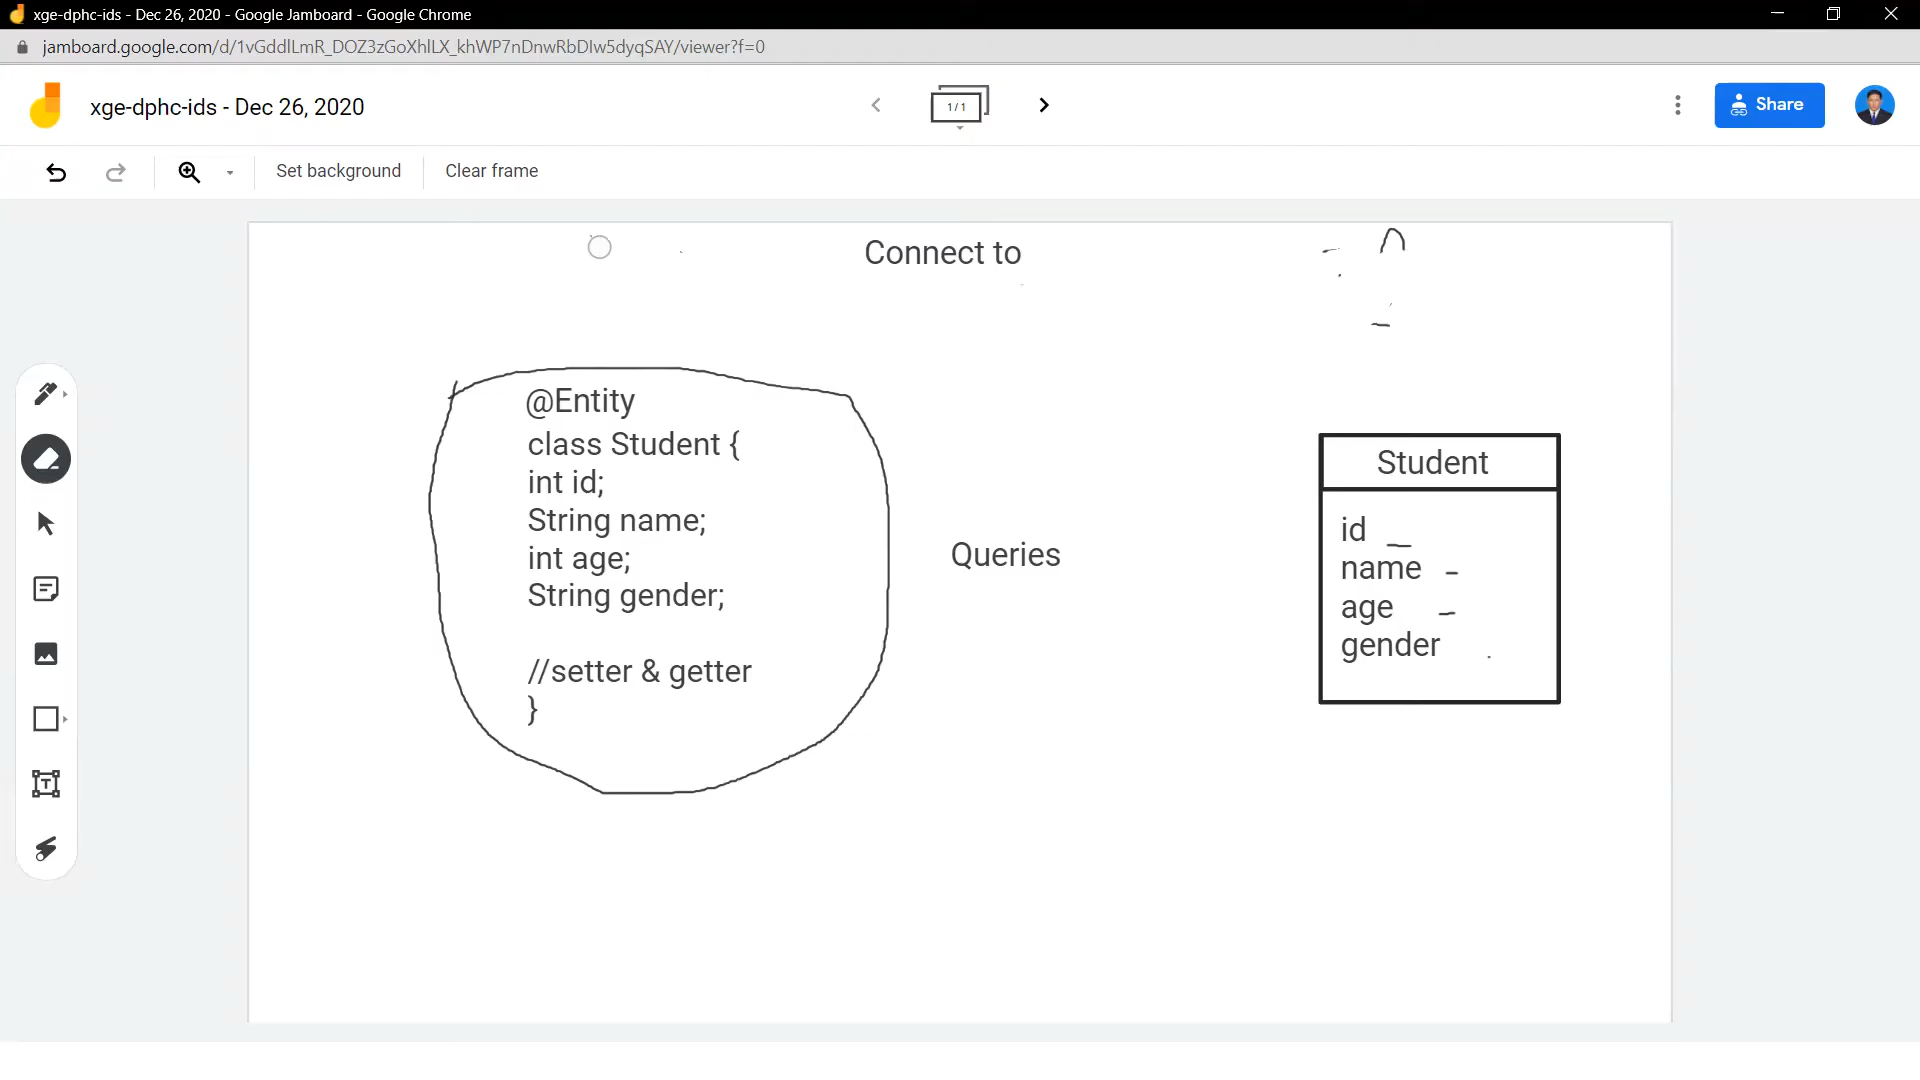 xge-dphc-ids - Dec 26, 2020 - Google Jamboard - Google Chrome
jamboard.google.com/d/1vGddlLmR_DOZ3zGoXhlLX_khWP7nDnwRbDIw5dyqSAY/viewer?f=0
xge-dphc-ids - Dec 26, 2020
1/1
Share
Set background
Clear frame
Connect to
@Entity
class Student {
int id;
String name;
int age;
String gender;
//setter & getter
}
Queries
Student
id
name
age
gender